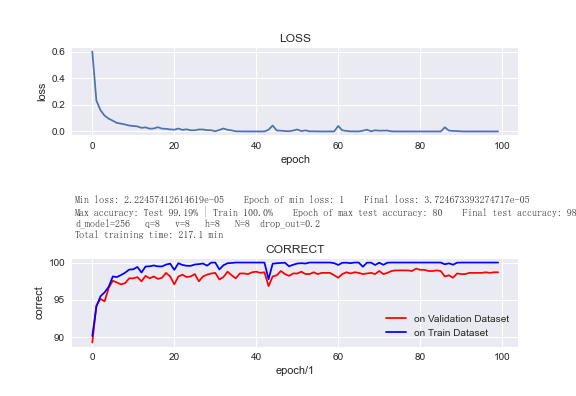 LOSS
0.6
0.4
0.2
0.0
loss
0 20 40 60 80 100
epoch
Min loss: 2.22457412614619e-05 Epoch of min loss: 1 Final loss: 3.724673393274717e-05
Max accuracy: Test 99.19% | Train 100.0% Epoch of max test accuracy: 80 Final test accuracy: 98
d_model=256 q=8 v=8 h=8 N=8 drop_out=0.2
Total training time: 217.1 min
CORRECT
100
95
90
correct
on Validation Dataset
on Train Dataset
0 20 40 60 80 100
epoch/1